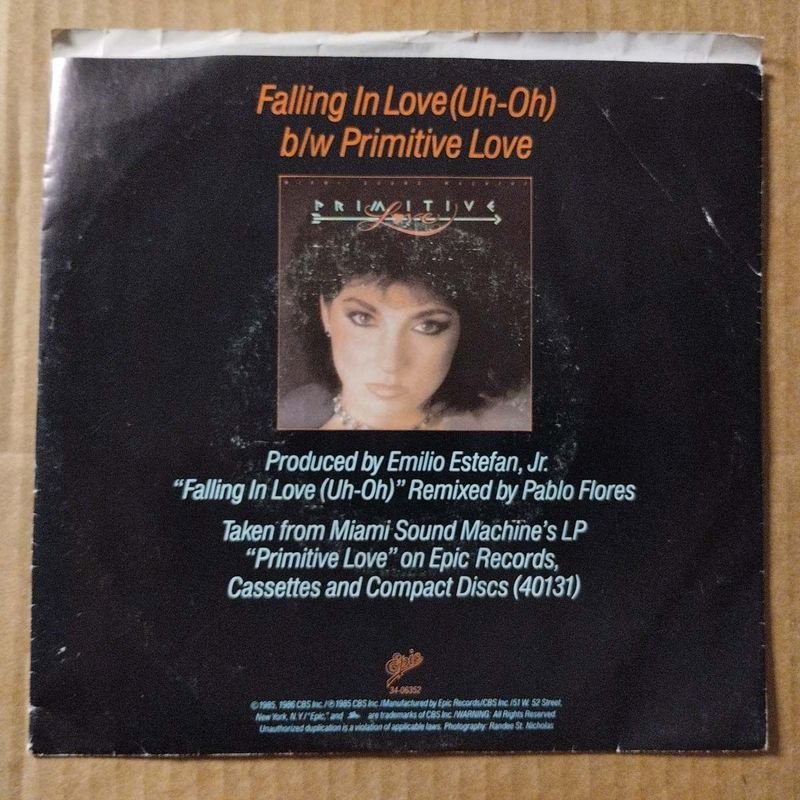 Falling In Love (Uh-Oh)
b/w Primitive Love
MIAMI SOUND MACHINE
PRIMITIVE
Love
Produced by Emilio Estefan, Jr.
“Falling In Love (Uh-Oh)” Remixed by Pablo Flores
Taken from Miami Sound Machine’s LP
“Primitive Love” on Epic Records,
Cassettes and Compact Discs (40131)
Epic
34-06352
© 1985, 1986 CBS Inc./℗ 1985 CBS Inc./Manufactured by Epic Records/CBS Inc./51 W. 52 Street,
New York, N.Y./“Epic,” and Epic are trademarks of CBS Inc./WARNING: All Rights Reserved.
Unauthorized duplication is a violation of applicable laws. Photography: Randee St. Nicholas